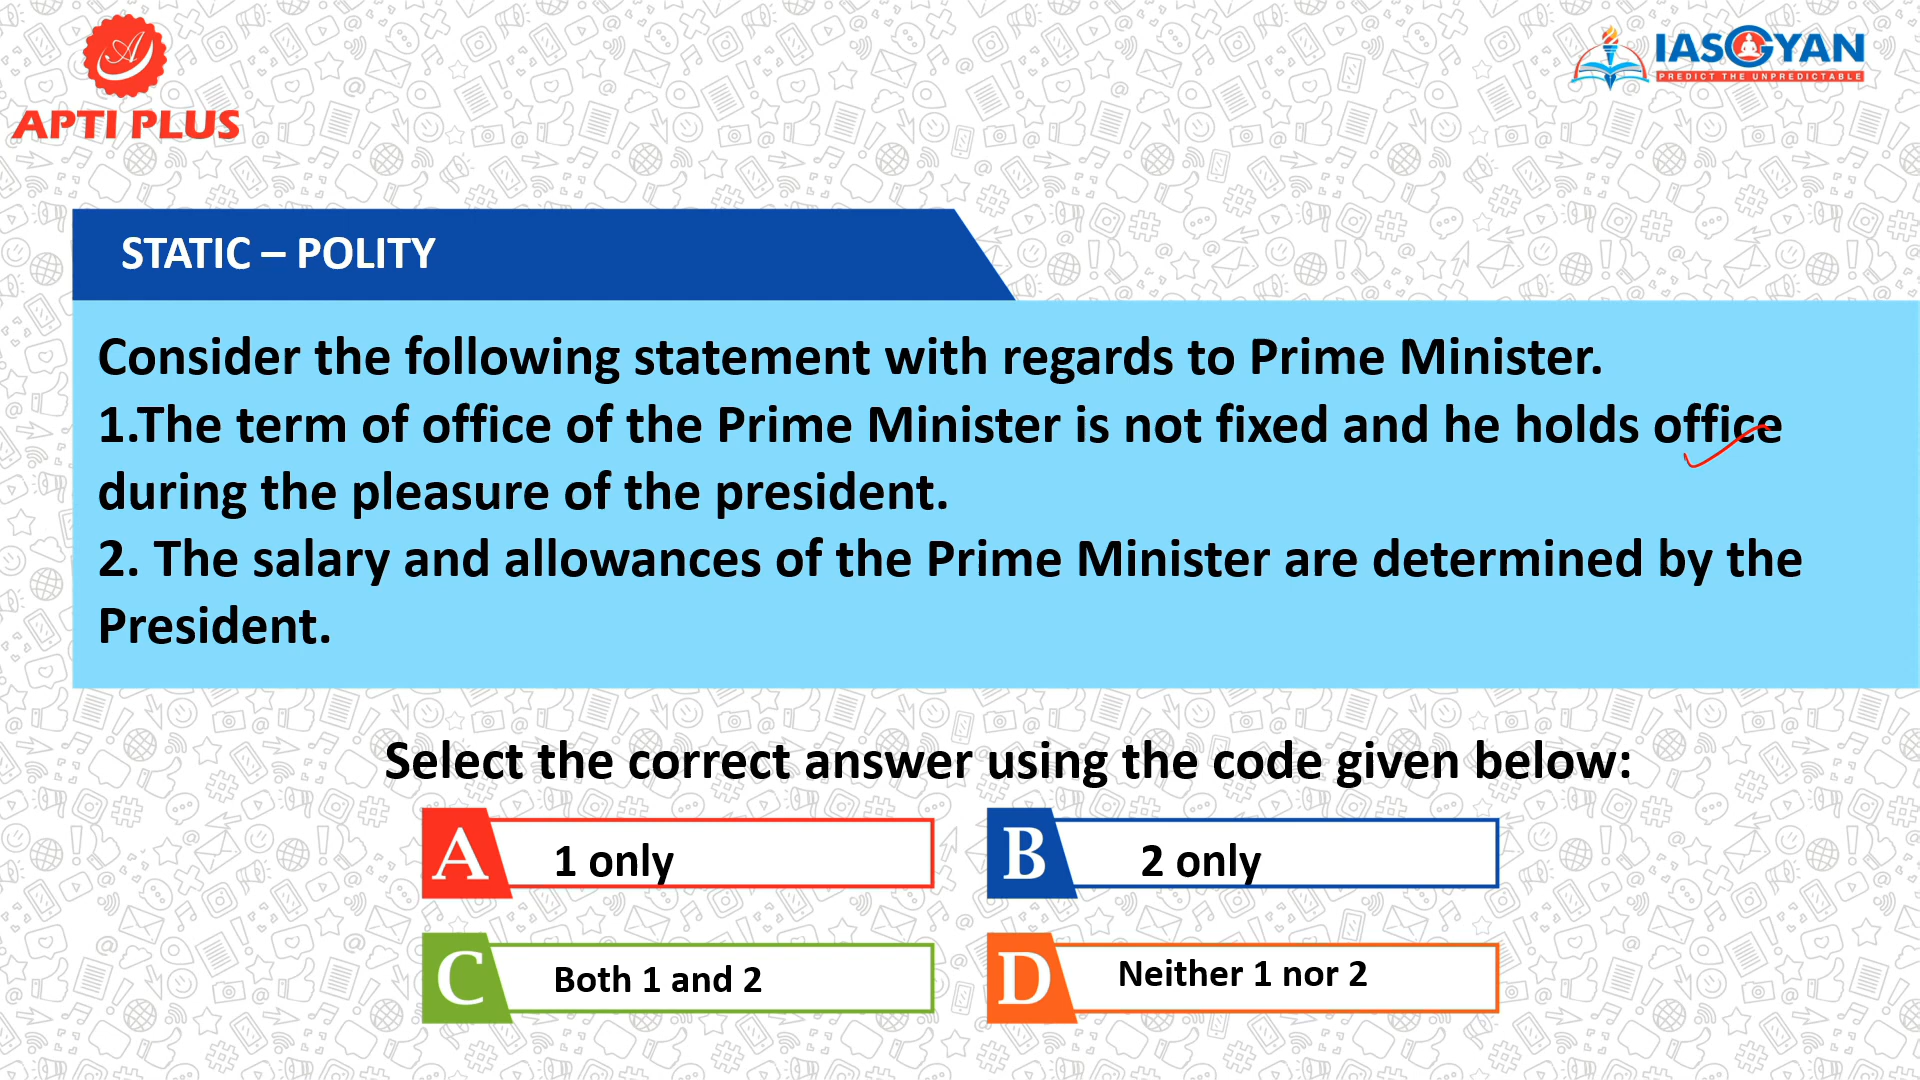 APTI PLUS
IASGYAN
PREDICT THE UNPREDICTABLE
STATIC – POLITY
Consider the following statement with regards to Prime Minister.
1.The term of office of the Prime Minister is not fixed and he holds office
during the pleasure of the president.
2. The salary and allowances of the Prime Minister are determined by the
President.
Select the correct answer using the code given below:
A 1 only
B 2 only
C Both 1 and 2
D Neither 1 nor 2